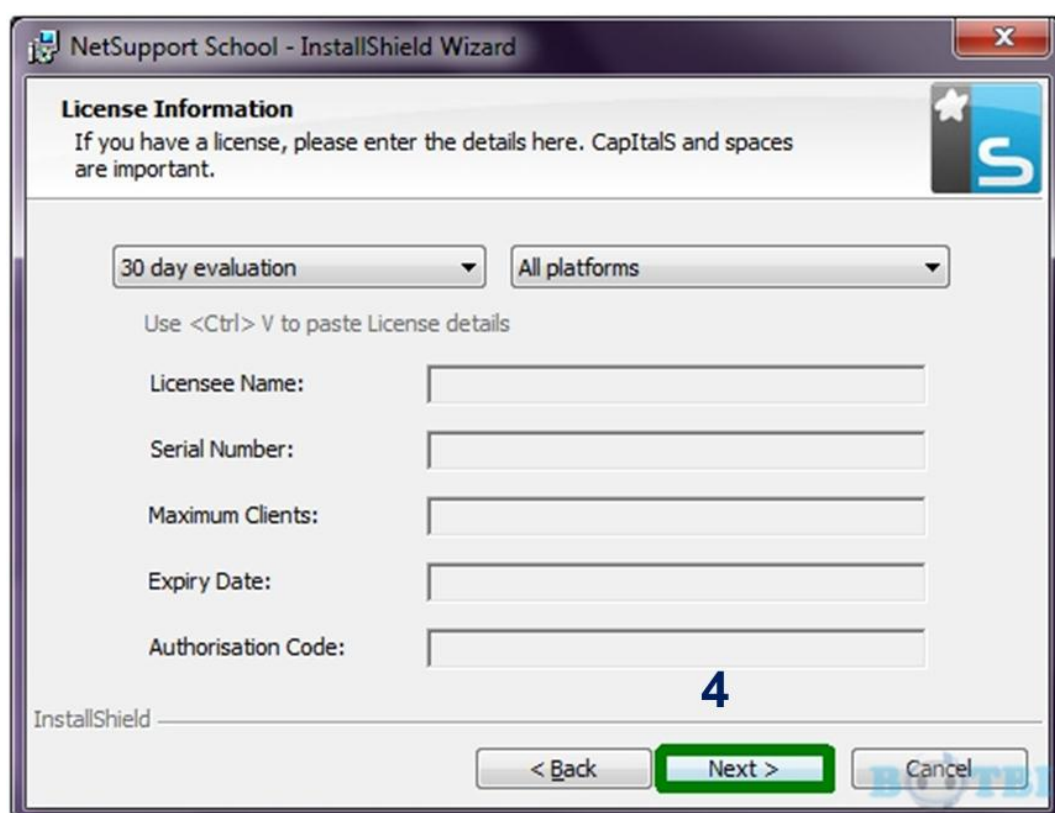 NetSupport School - InstallShield Wizard
License Information
If you have a license, please enter the details here. CapItalS and spaces
are important.
S
30 day evaluation
All platforms
Use <Ctrl> V to paste License details
Licensee Name:
Serial Number:
Maximum Clients:
Expiry Date:
Authorisation Code:
4
InstallShield
< Back
Next >
Cancel